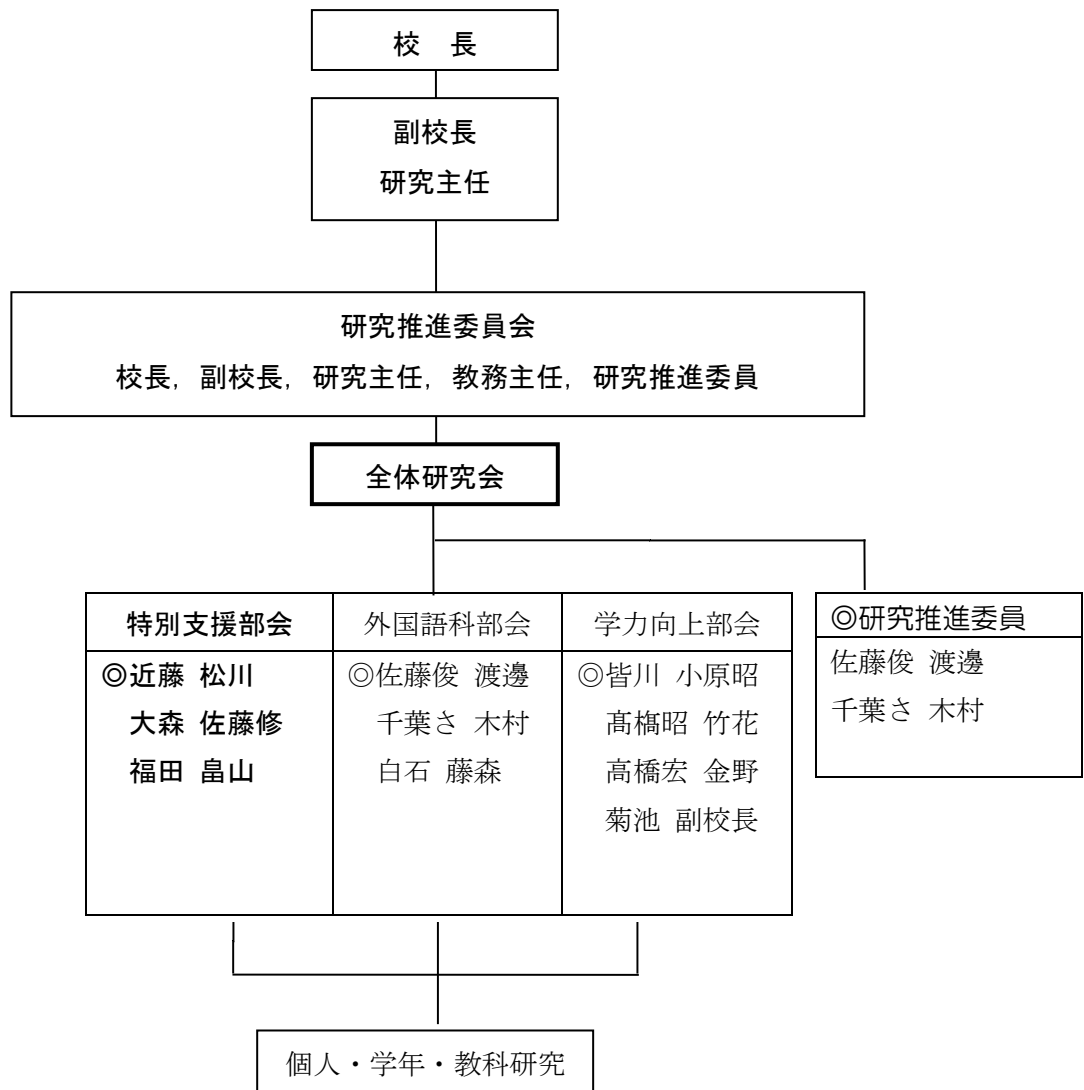 校　長
副校長
研究主任
研究推進委員会
校長，副校長，研究主任，教務主任，研究推進委員
全体研究会
特別支援部会
◎近藤 松川
大森 佐藤修
福田 畠山
外国語科部会
◎佐藤俊 渡邊
千葉さ 木村
白石 藤森
学力向上部会
◎皆川 小原昭
髙橋昭 竹花
高橋宏 金野
菊池 副校長
◎研究推進委員
佐藤俊 渡邊
千葉さ 木村
個人・学年・教科研究